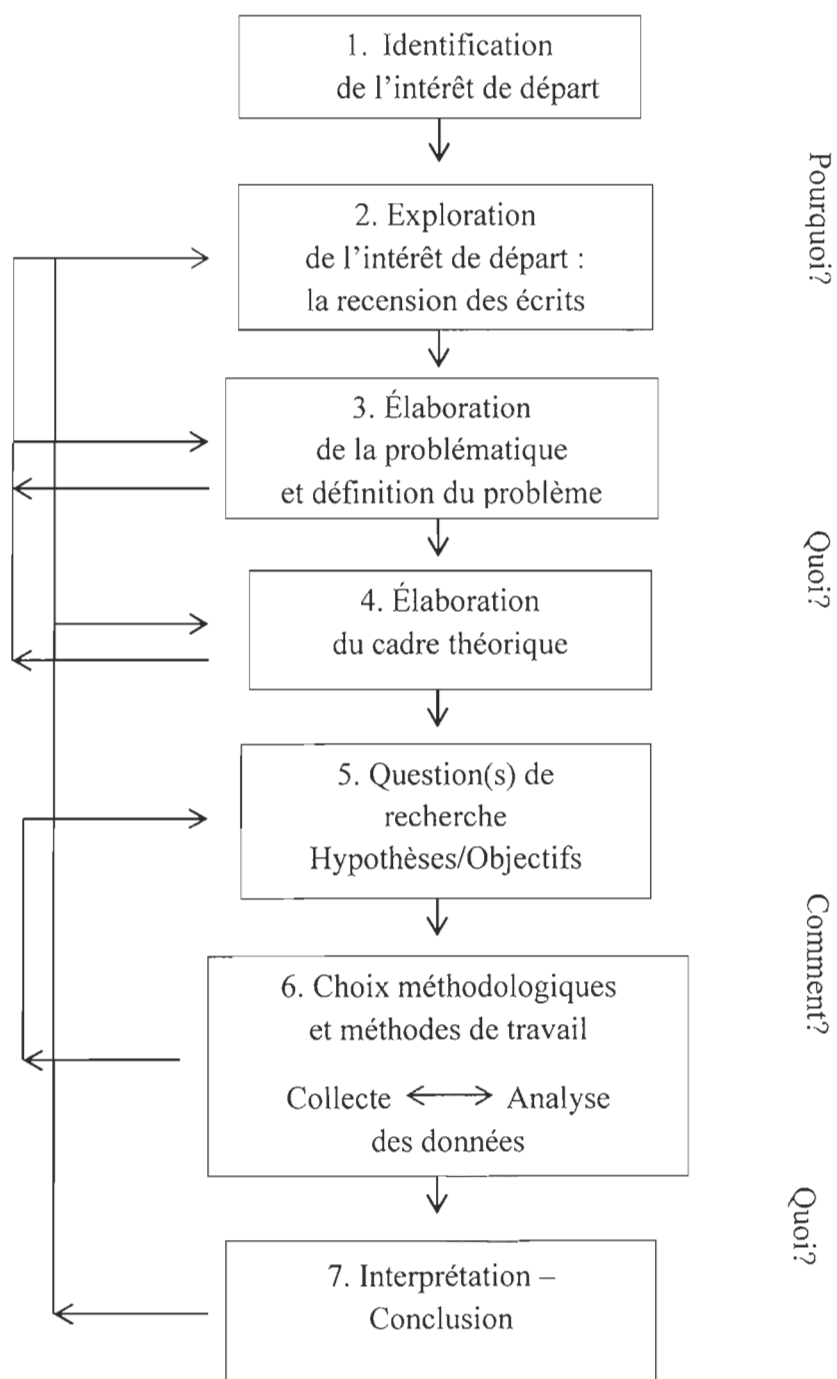 1. Identification
de l'intérêt de départ
Pourquoi?
2. Exploration
de l'intérêt de départ :
la recension des écrits
3. Élaboration
de la problématique
et définition du problème
Quoi?
4. Élaboration
du cadre théorique
5. Question(s) de
recherche
Hypothèses/Objectifs
Comment?
6. Choix méthodologiques
et méthodes de travail
Collecte Analyse
des données
Quoi?
7. Interprétation –
Conclusion